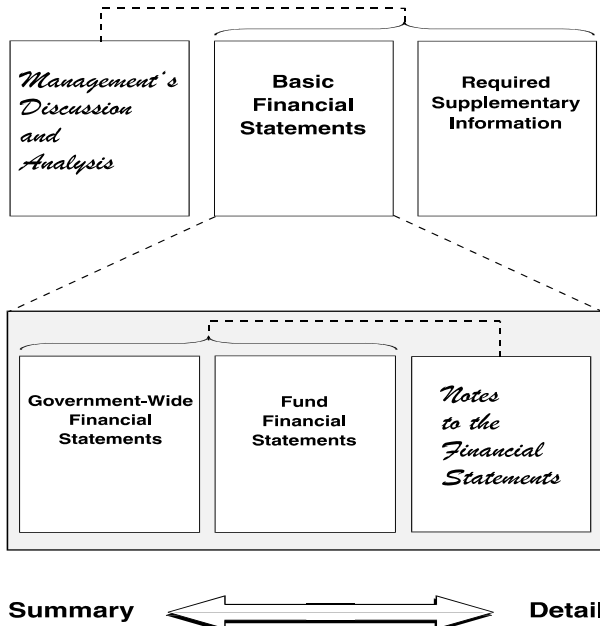 Management's
Discussion
and
Analysis
Basic
Financial
Statements
Required
Supplementary
Information
Government-Wide
Financial
Statements
Fund
Financial
Statements
Notes
to the
Financial
Statements
Summary
Detail